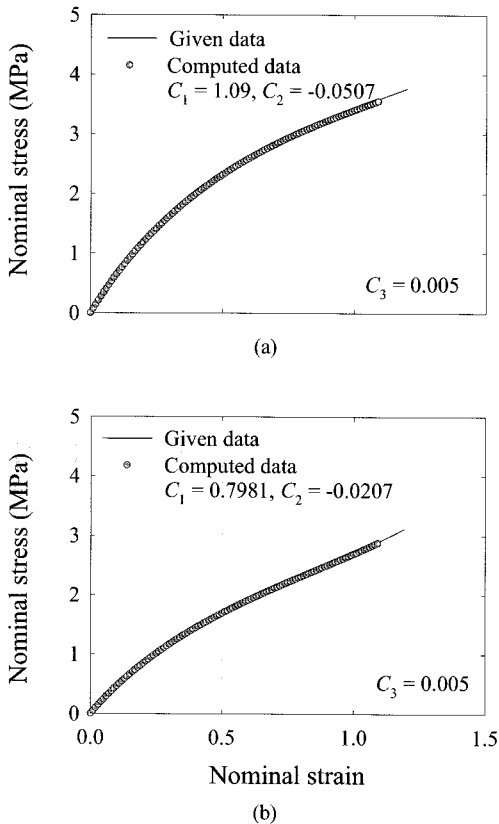 Given data
Computed data
C₁ = 1.09, C₂ = -0.0507
Nominal stress (MPa)
5
4
3
2
1
0
C₃ = 0.005
(a)
Given data
Computed data
C₁ = 0.7981, C₂ = -0.0207
Nominal stress (MPa)
5
4
3
2
1
0
C₃ = 0.005
0.0 0.5 1.0 1.5
Nominal strain
(b)